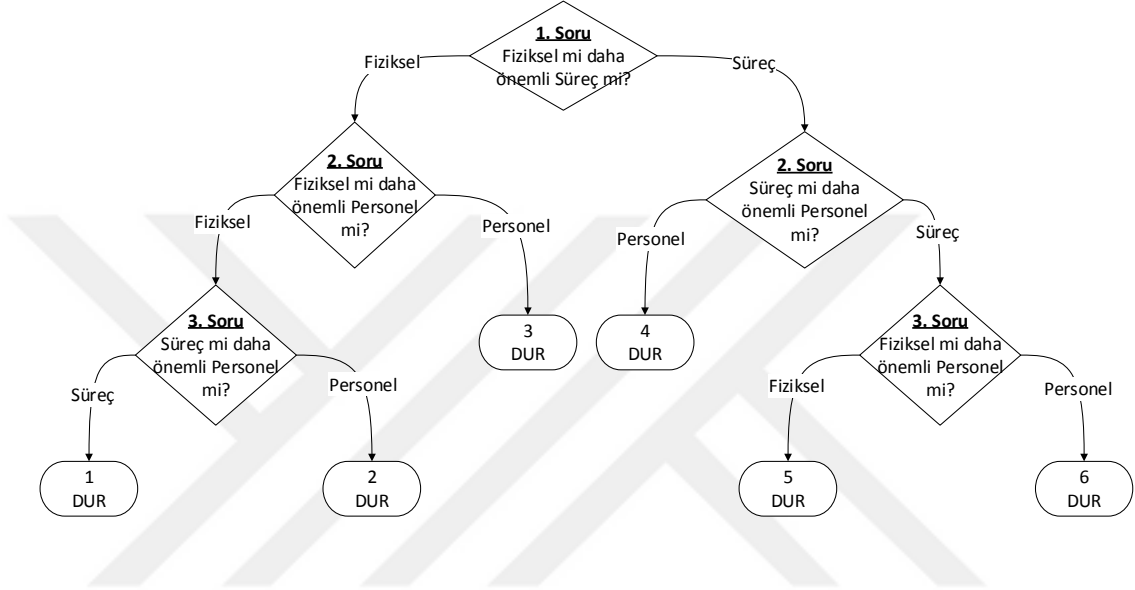 1. Soru
Fiziksel mi daha
önemli Süreç mi?
Fiziksel
Süreç
2. Soru
Fiziksel mi daha
önemli Personel
mi?
2. Soru
Süreç mi daha
önemli Personel
mi?
Fiziksel
Personel
Personel
Süreç
3. Soru
Süreç mi daha
önemli Personel
mi?
3
DUR
4
DUR
3. Soru
Fiziksel mi daha
önemli Personel
mi?
Süreç
Personel
Fiziksel
Personel
1
DUR
2
DUR
5
DUR
6
DUR